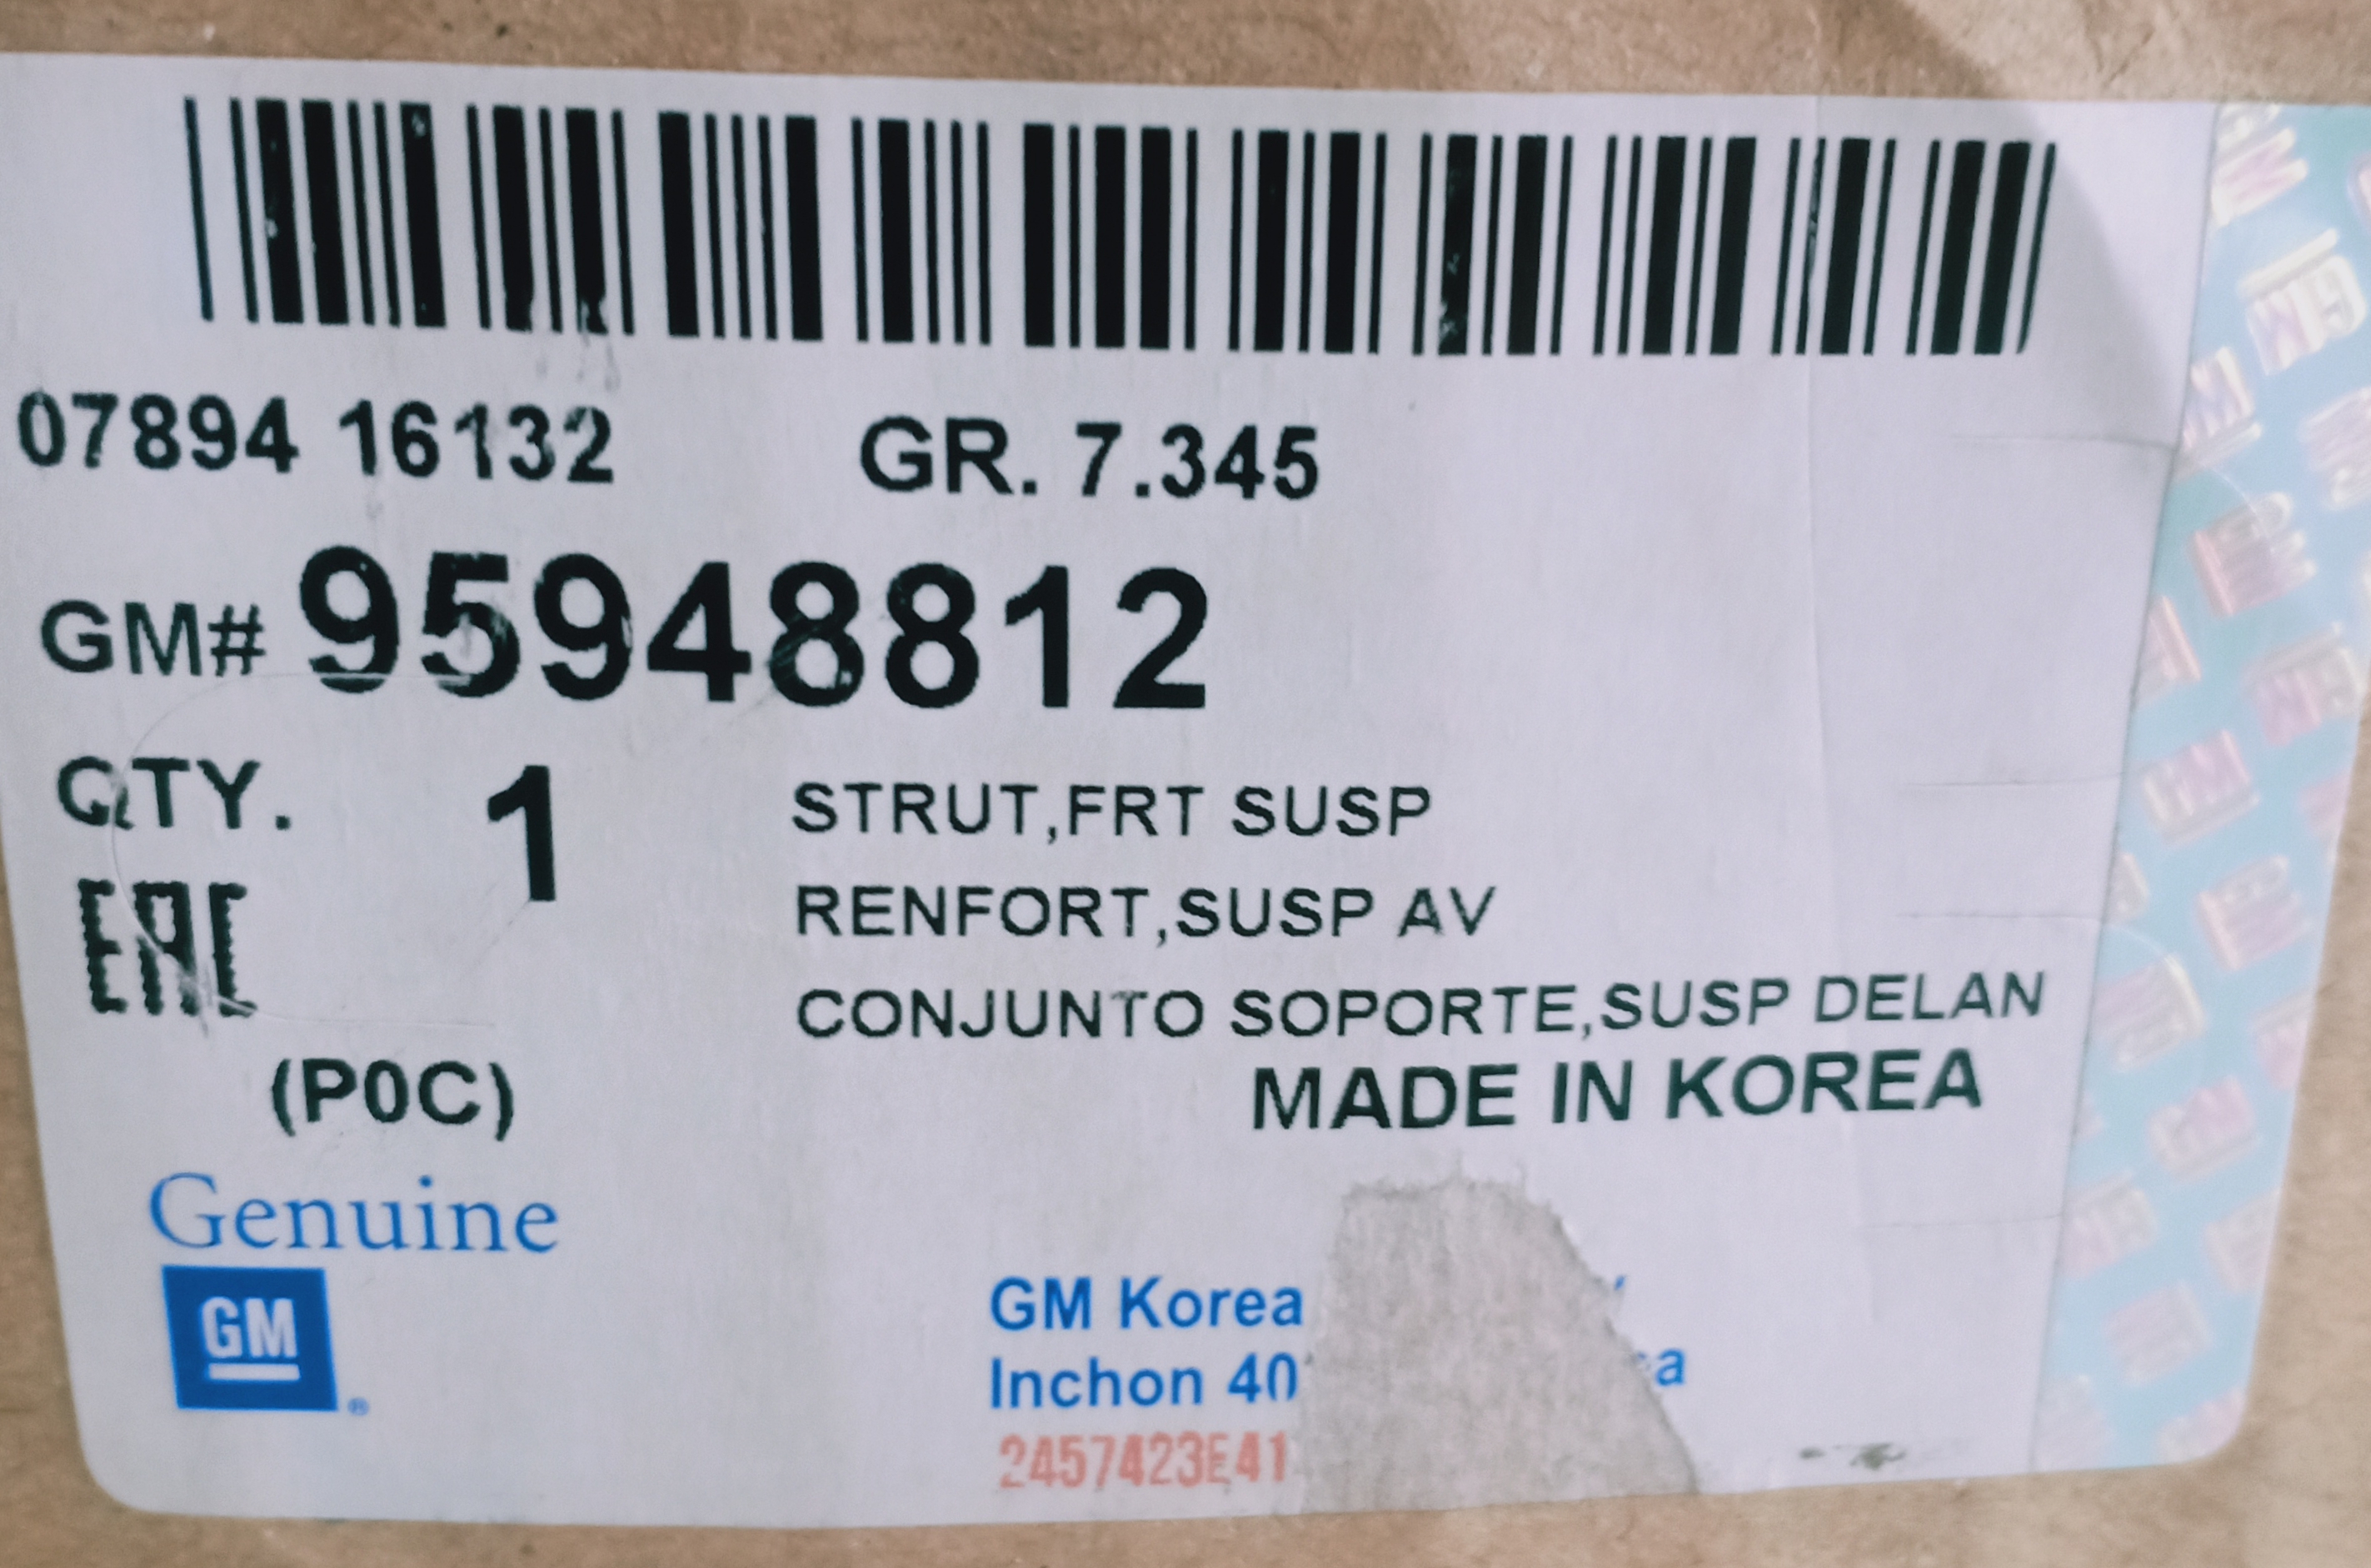 07894 16132 GR. 7.345
GM# 95948812
QTY. 1 STRUT,FRT SUSP
RENFORT,SUSP AV
EAC
CONJUNTO SOPORTE,SUSP DELAN
(P0C) MADE IN KOREA
Genuine
GM ®
GM Korea
Inchon
2457423E41